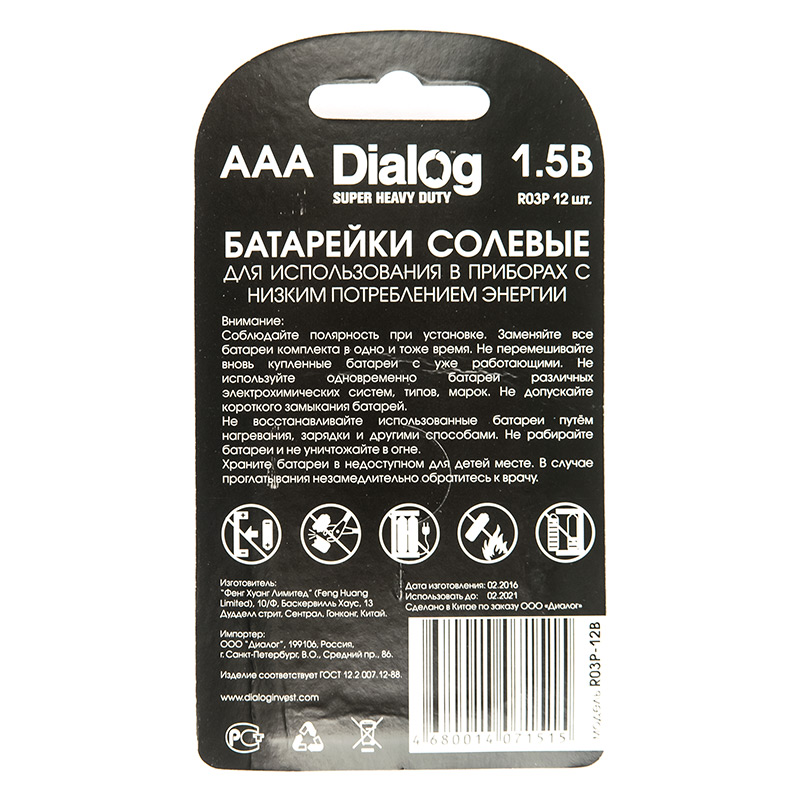 AAA Dialog™ 1.5В
SUPER HEAVY DUTY R03P 12 шт.
БАТАРЕЙКИ СОЛЕВЫЕ
ДЛЯ ИСПОЛЬЗОВАНИЯ В ПРИБОРАХ С
НИЗКИМ ПОТРЕБЛЕНИЕМ ЭНЕРГИИ
Внимание:
Соблюдайте полярность при установке. Заменяйте все
батареи комплекта в одно и тоже время. Не перемешивайте
вновь купленные батарей с уже работающими. Не
используйте одновременно батарей различных
электрохимических систем, типов, марок. Не допускайте
короткого замыкания батарей.
Не восстанавливайте использованные батареи путём
нагревания, зарядки и другими способами. Не рабирайте
батареи и не уничтожайте в огне.
Храните батареи в недоступном для детей месте. В случае
проглатывания незамедлительно обратитесь к врачу.
Изготовитель:
"Фенг Хуанг Лимитед" (Feng Huang
Limited), 10/Ф, Баскервилль Хаус, 13
Дудделл стрит, Сентрал, Гонконг, Китай.
Импортер:
ООО "Диалог", 199106, Россия,
г. Санкт-Петербург, В.О., Средний пр., 86.
Изделие соответствует ГОСТ 12.2 007.12-88.
www.dialoginvest.com
Дата изготовления: 02.2016
Использовать до: 02.2021
Сделано в Китае по заказу ООО «Диалог»
4 680014 071515
МОДЕЛЬ: R03P-12B